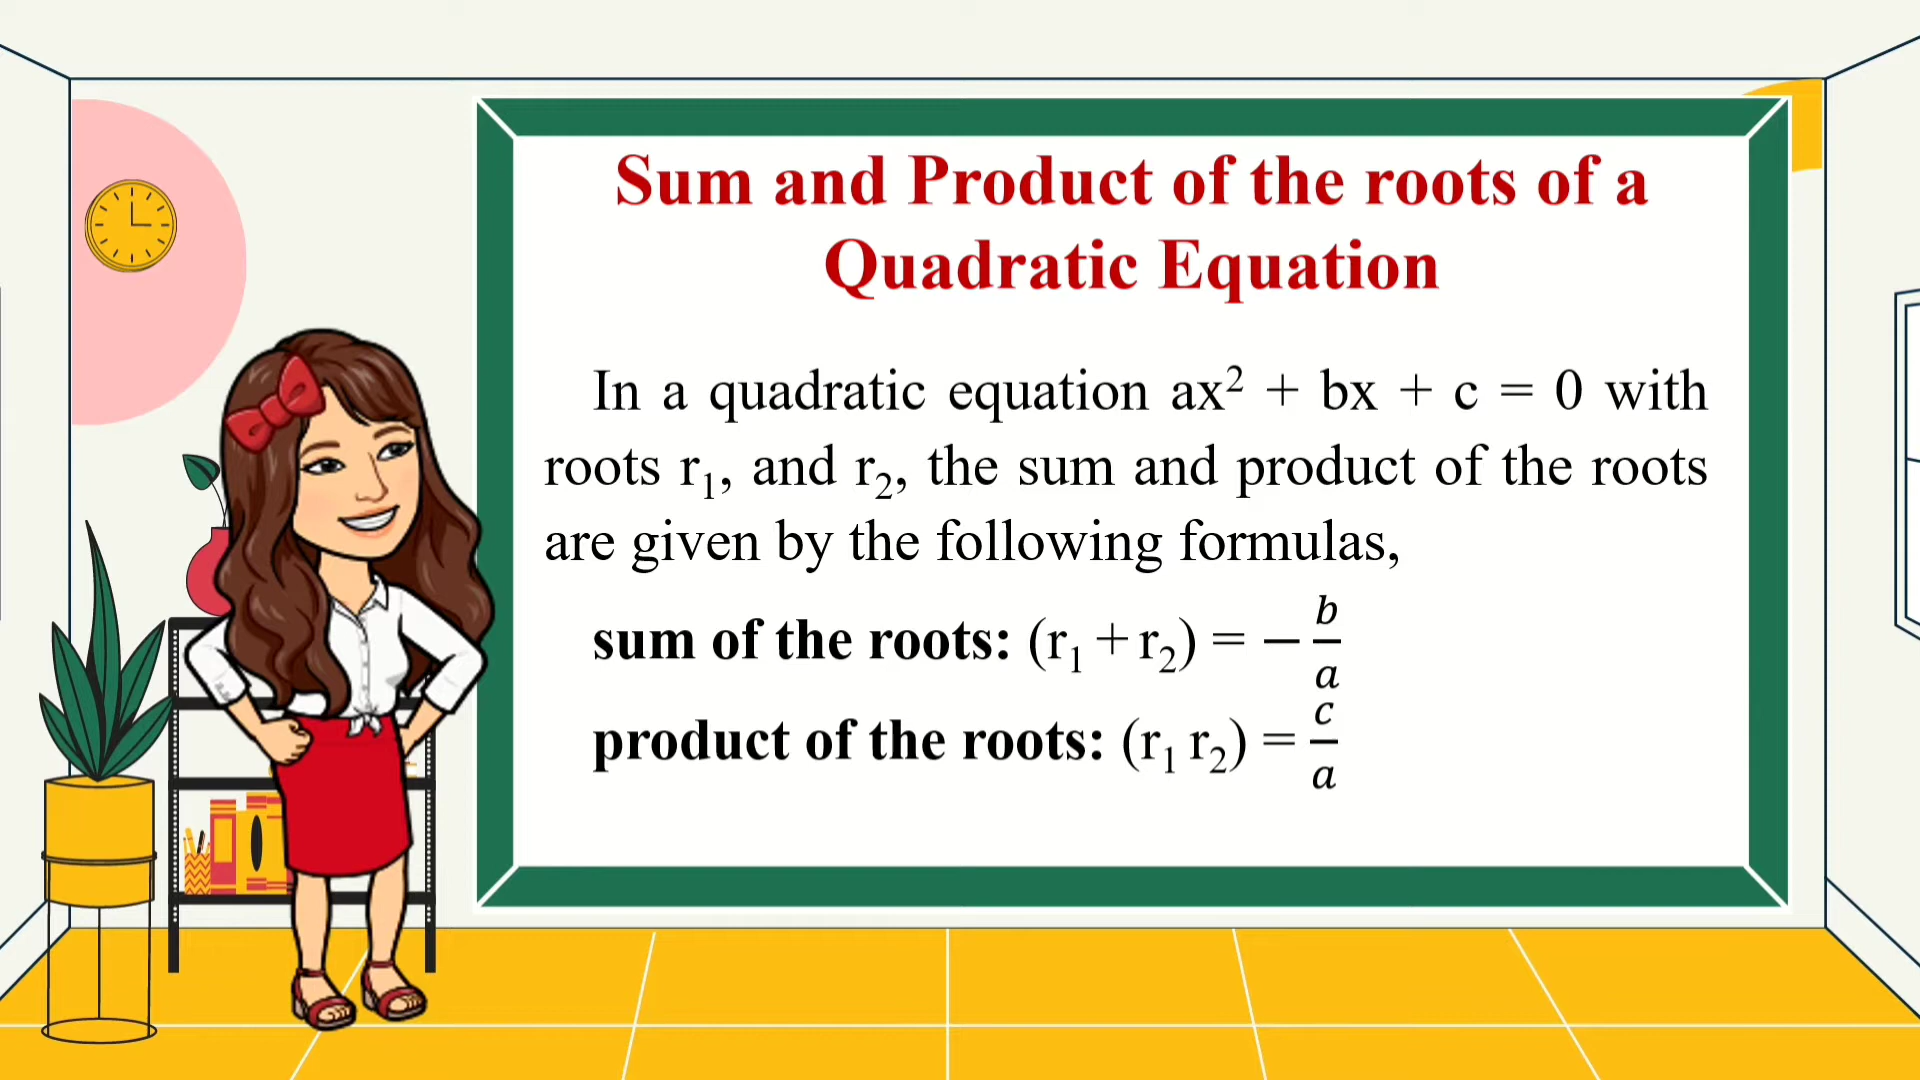 Sum and Product of the roots of a
Quadratic Equation
In a quadratic equation ax² + bx + c = 0 with
roots r₁, and r₂, the sum and product of the roots
are given by the following formulas,
sum of the roots: (r₁ + r₂) = − b/a
product of the roots: (r₁ r₂) = c/a